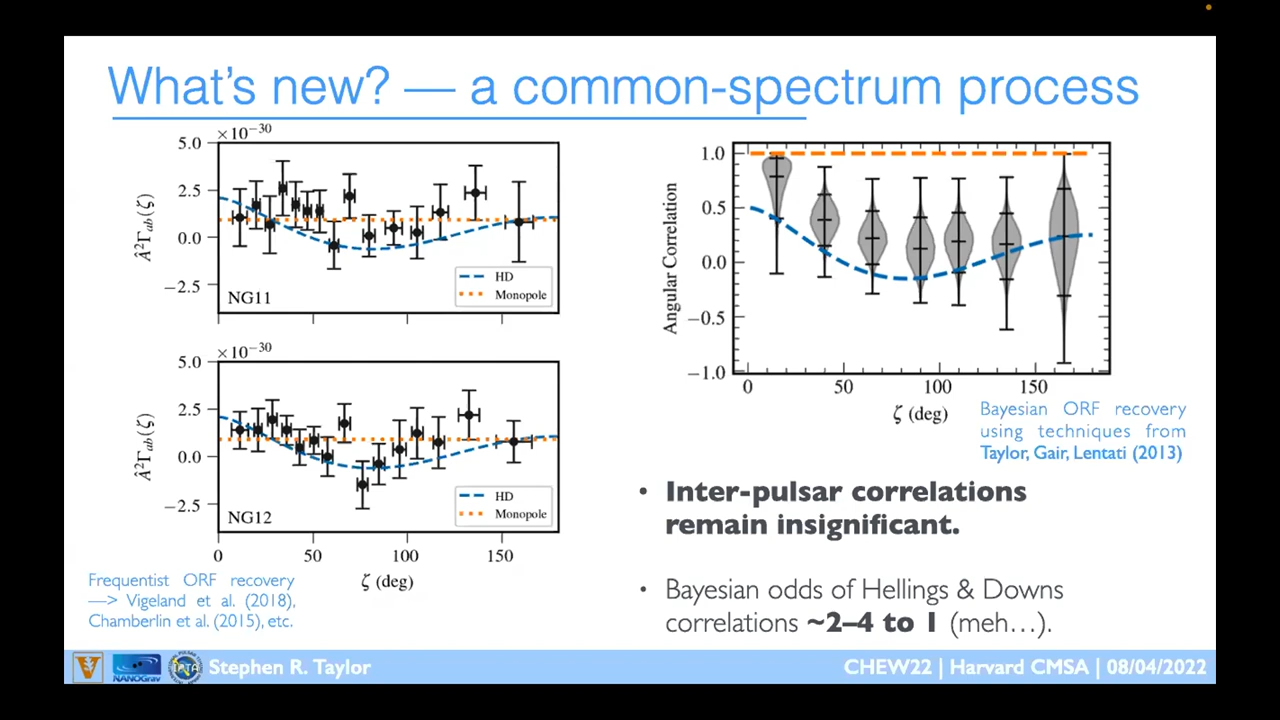 What's new? — a common-spectrum process
×10⁻³⁰
5.0
2.5
0.0
−2.5
Â²Γab(ζ)
NG11
HD
Monopole
×10⁻³⁰
5.0
2.5
0.0
−2.5
Â²Γab(ζ)
NG12
HD
Monopole
0 50 100 150
ζ (deg)
Frequentist ORF recovery
—> Vigeland et al. (2018),
Chamberlin et al. (2015), etc.
1.0
0.5
0.0
−0.5
−1.0
Angular Correlation
0 50 100 150
ζ (deg)
Bayesian ORF recovery
using techniques from
Taylor, Gair, Lentati (2013)
• Inter-pulsar correlations
remain insignificant.
• Bayesian odds of Hellings & Downs
correlations ~2–4 to 1 (meh…).
V
NANOGrav
IPTA
Stephen R. Taylor
CHEW22 | Harvard CMSA | 08/04/2022